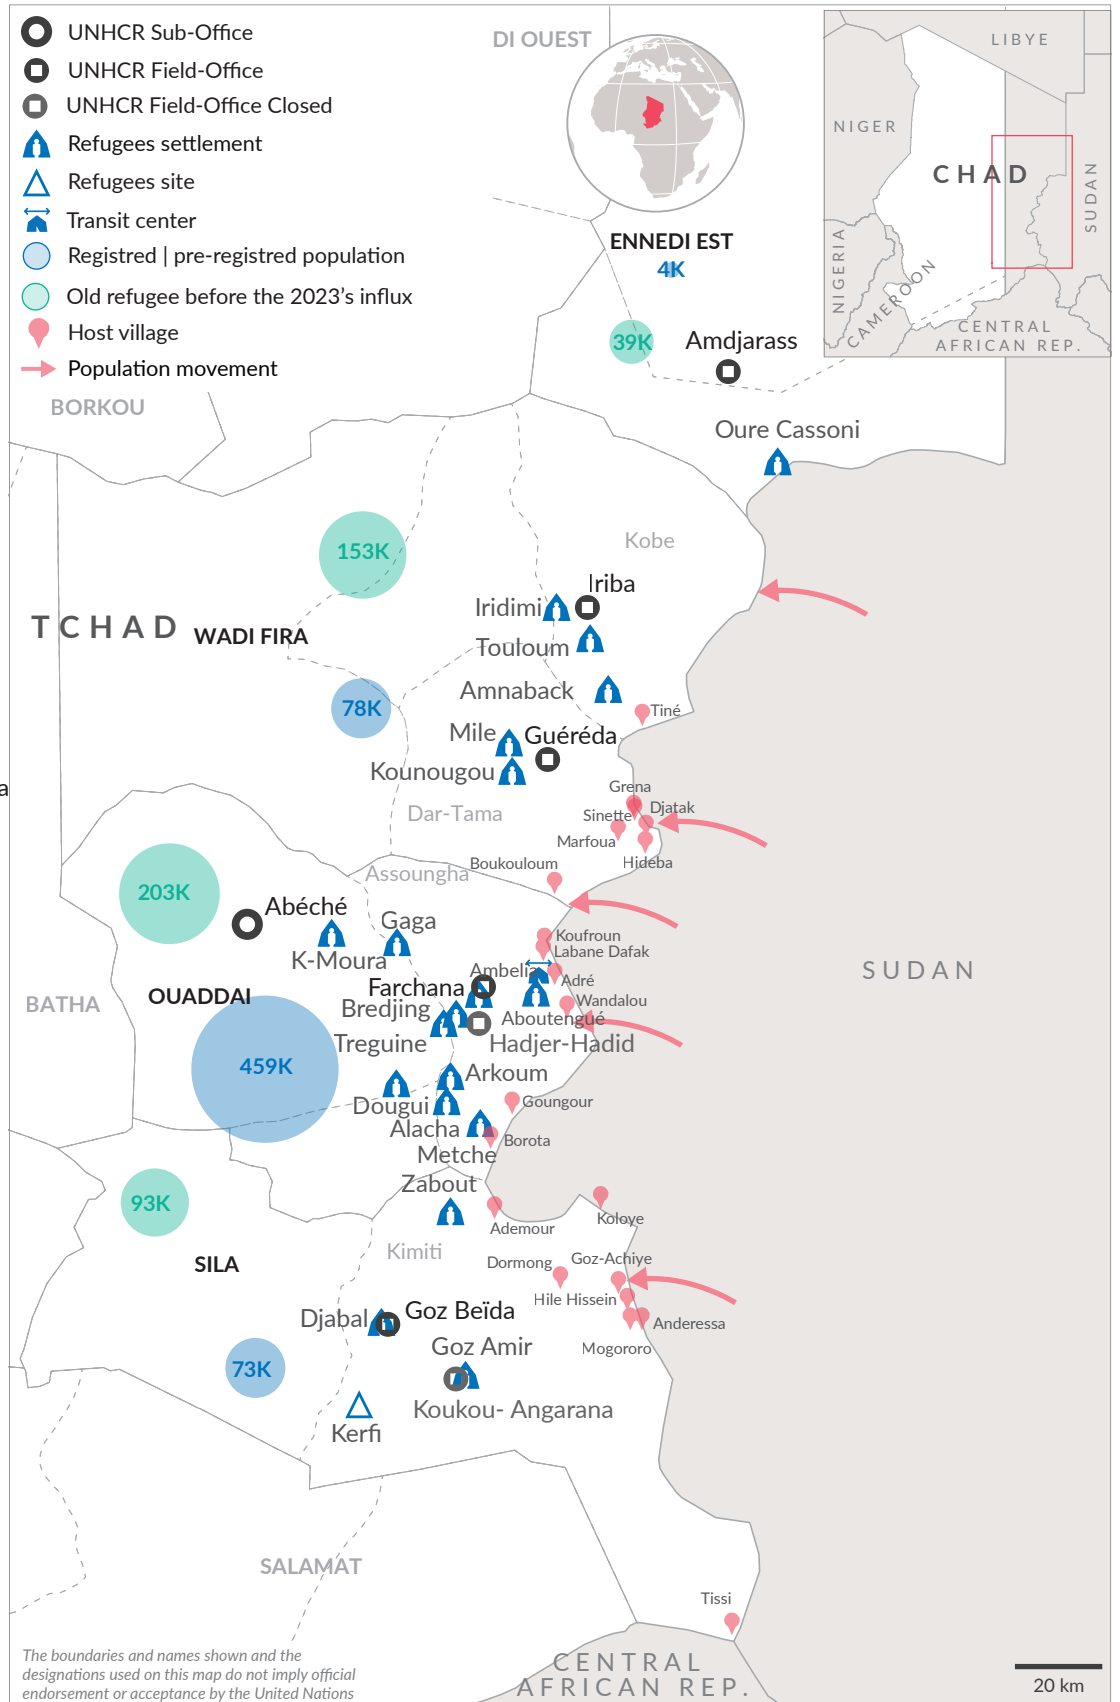 UNHCR Sub-Office
UNHCR Field-Office
UNHCR Field-Office Closed
Refugees settlement
Refugees site
Transit center
Registred | pre-registred population
Old refugee before the 2023's influx
Host village
Population movement
DI OUEST
LIBYE
NIGER
CHAD
SUDAN
NIGERIA
CAMEROON
CENTRAL
AFRICAN REP.
ENNEDI EST
4K
39K
Amdjarass
BORKOU
Oure Cassoni
153K
Kobe
Iriba
Iridimi
TCHAD
WADI FIRA
Touloum
Amnaback
78K
Tiné
Mile
Guéréda
Kounougou
a
Grena
Djatak
Sinette
Dar-Tama
Marfoua
Hideba
Boukouloum
Assoungha
203K
Abéché
Gaga
Koufroun
Labane Dafak
K-Moura
Ambelia
Adré
SUDAN
Farchana
OUADDAI
BATHA
Bredjing
Wandalou
Aboutengué
Treguine
Hadjer-Hadid
459K
Arkoum
Dougui
Goungour
Alacha
Borota
Metche
Zabout
93K
Koloye
Ademour
Kimiti
SILA
Dormong
Goz-Achiye
Hile Hissein
Djabal
Goz Beïda
Anderessa
Goz Amir
Mogororo
73K
Koukou- Angarana
Kerfi
SALAMAT
Tissi
The boundaries and names shown and the
designations used on this map do not imply official
endorsement or acceptance by the United Nations
CENTRAL
AFRICAN REP.
20 km